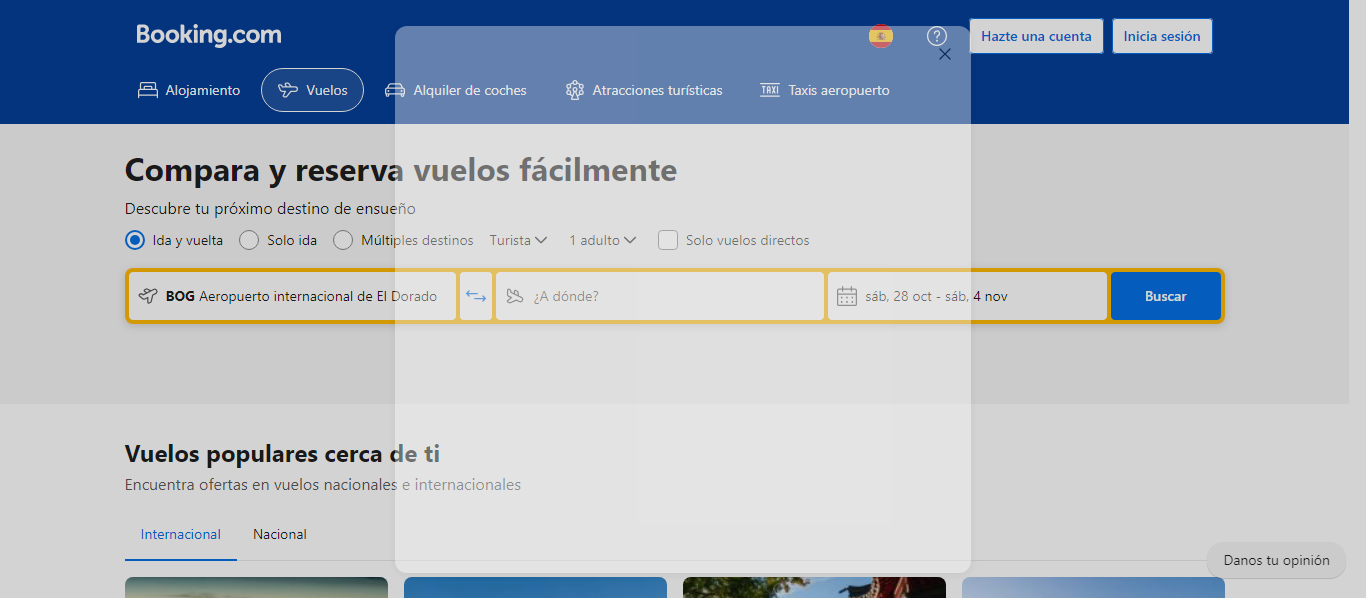 Booking.com
Hazte una cuenta
Inicia sesión
Alojamiento
Vuelos
Alquiler de coches
Atracciones turísticas
TAXI
Taxis aeropuerto
Compara y reserva vuelos fácilmente
Descubre tu próximo destino de ensueño
Ida y vuelta Solo ida Múltiples destinos Turista 1 adulto Solo vuelos directos
BOG Aeropuerto internacional de El Dorado
¿A dónde?
sáb, 28 oct - sáb, 4 nov
Buscar
Vuelos populares cerca de ti
Encuentra ofertas en vuelos nacionales e internacionales
Internacional Nacional
Danos tu opinión